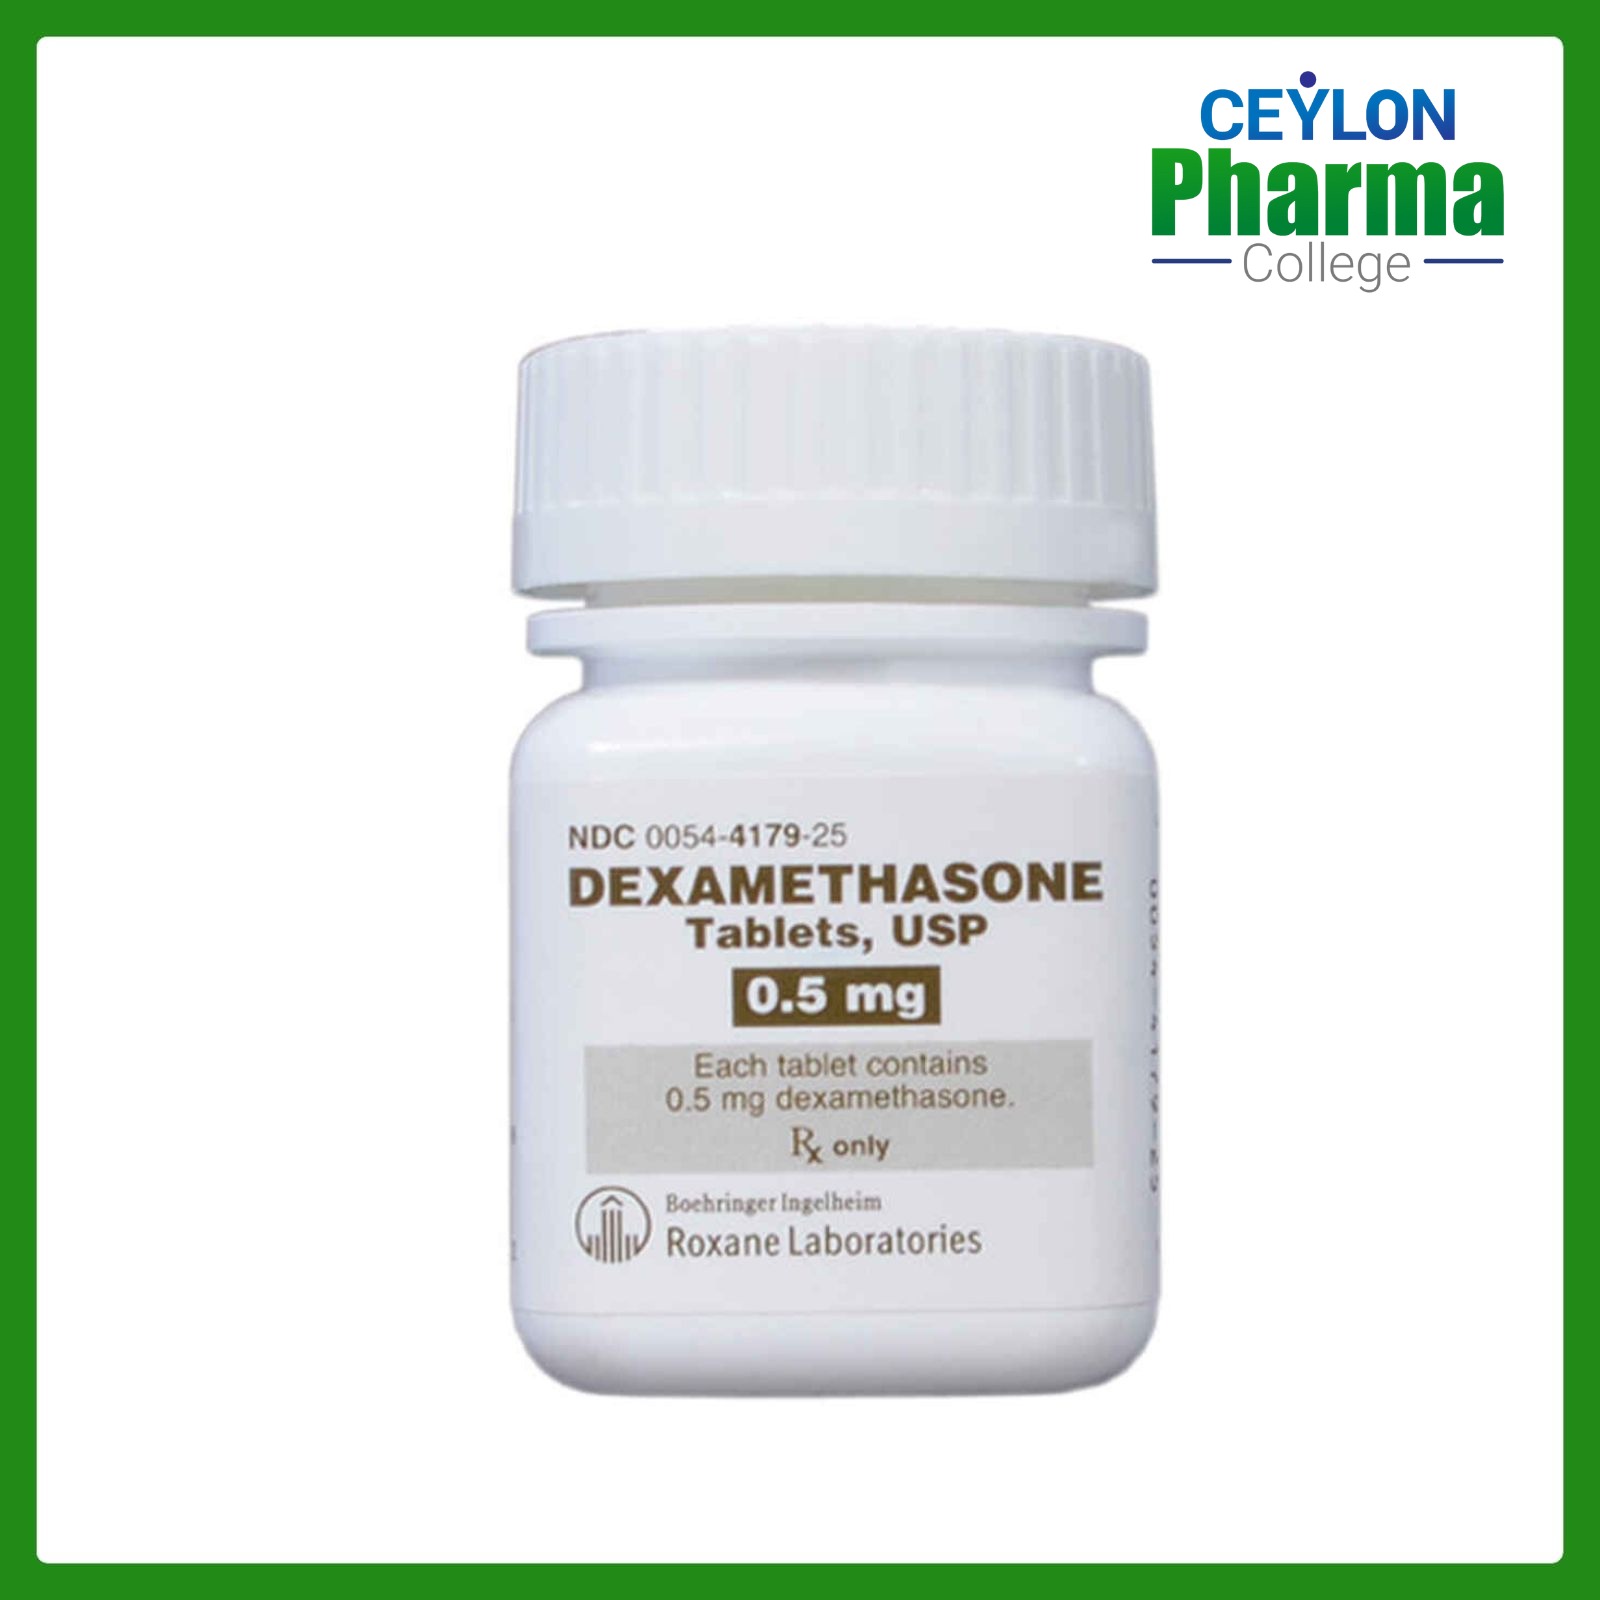 CEYLON
Pharma
College
NDC 0054-4179-25
DEXAMETHASONE
Tablets, USP
0.5 mg
Each tablet contains
0.5 mg dexamethasone.
Rx only
Boehringer Ingelheim
Roxane Laboratories